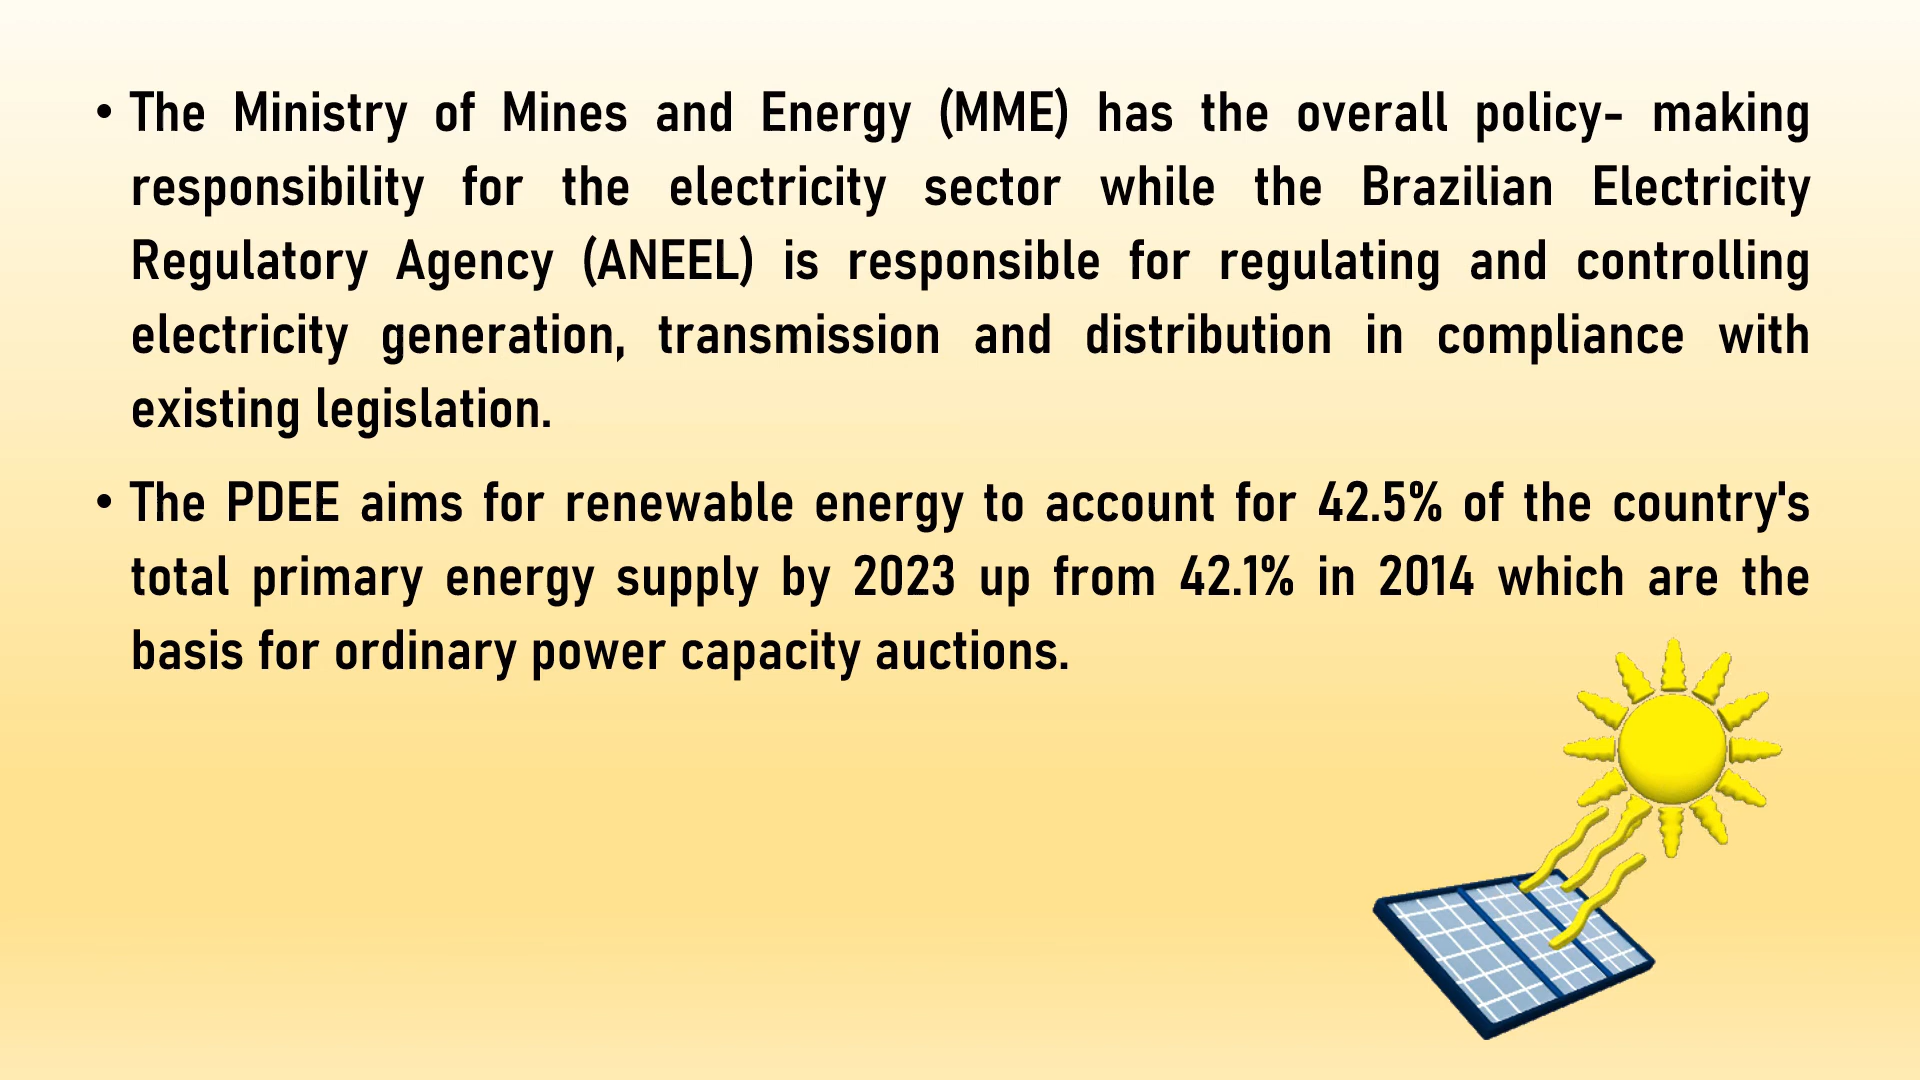 • The Ministry of Mines and Energy (MME) has the overall policy- making
responsibility for the electricity sector while the Brazilian Electricity
Regulatory Agency (ANEEL) is responsible for regulating and controlling
electricity generation, transmission and distribution in compliance with
existing legislation.
• The PDEE aims for renewable energy to account for 42.5% of the country's
total primary energy supply by 2023 up from 42.1% in 2014 which are the
basis for ordinary power capacity auctions.